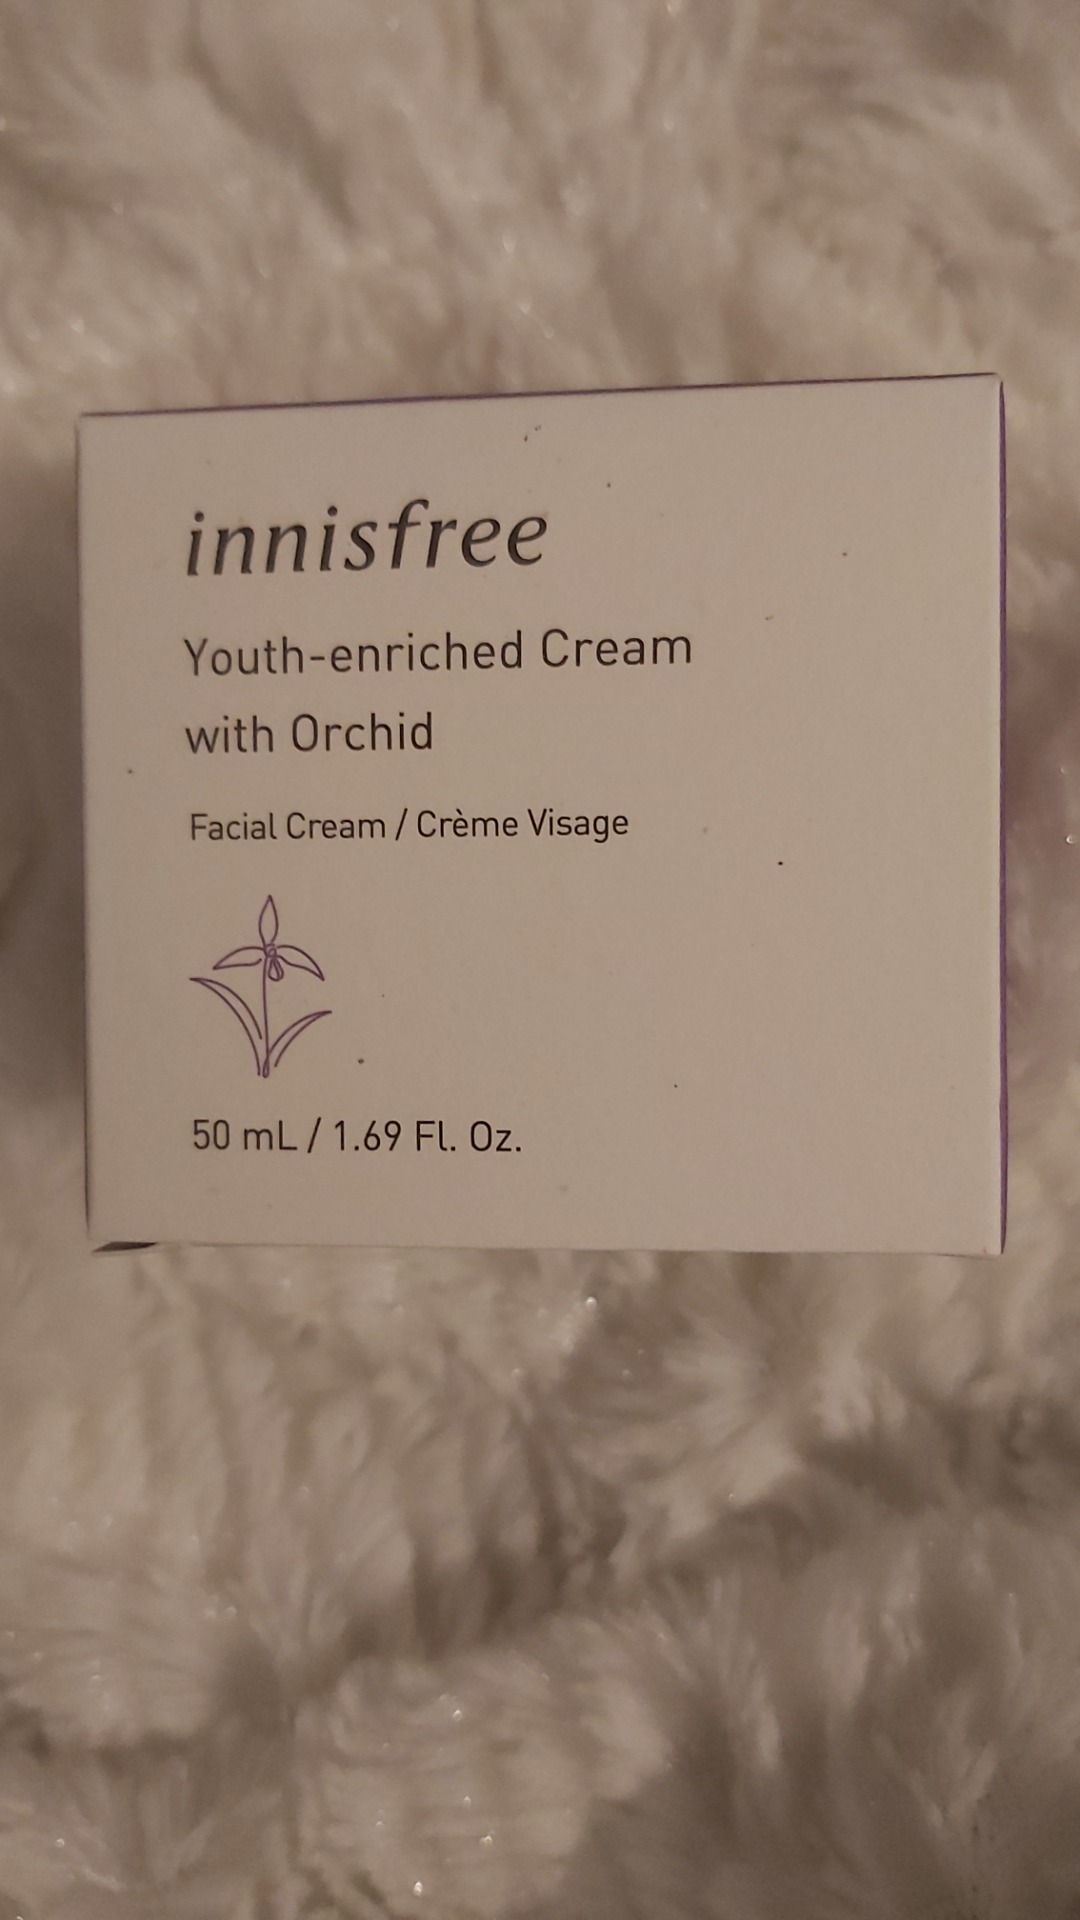 innisfree
Youth-enriched Cream
with Orchid
Facial Cream / Crème Visage
50 mL / 1.69 Fl. Oz.